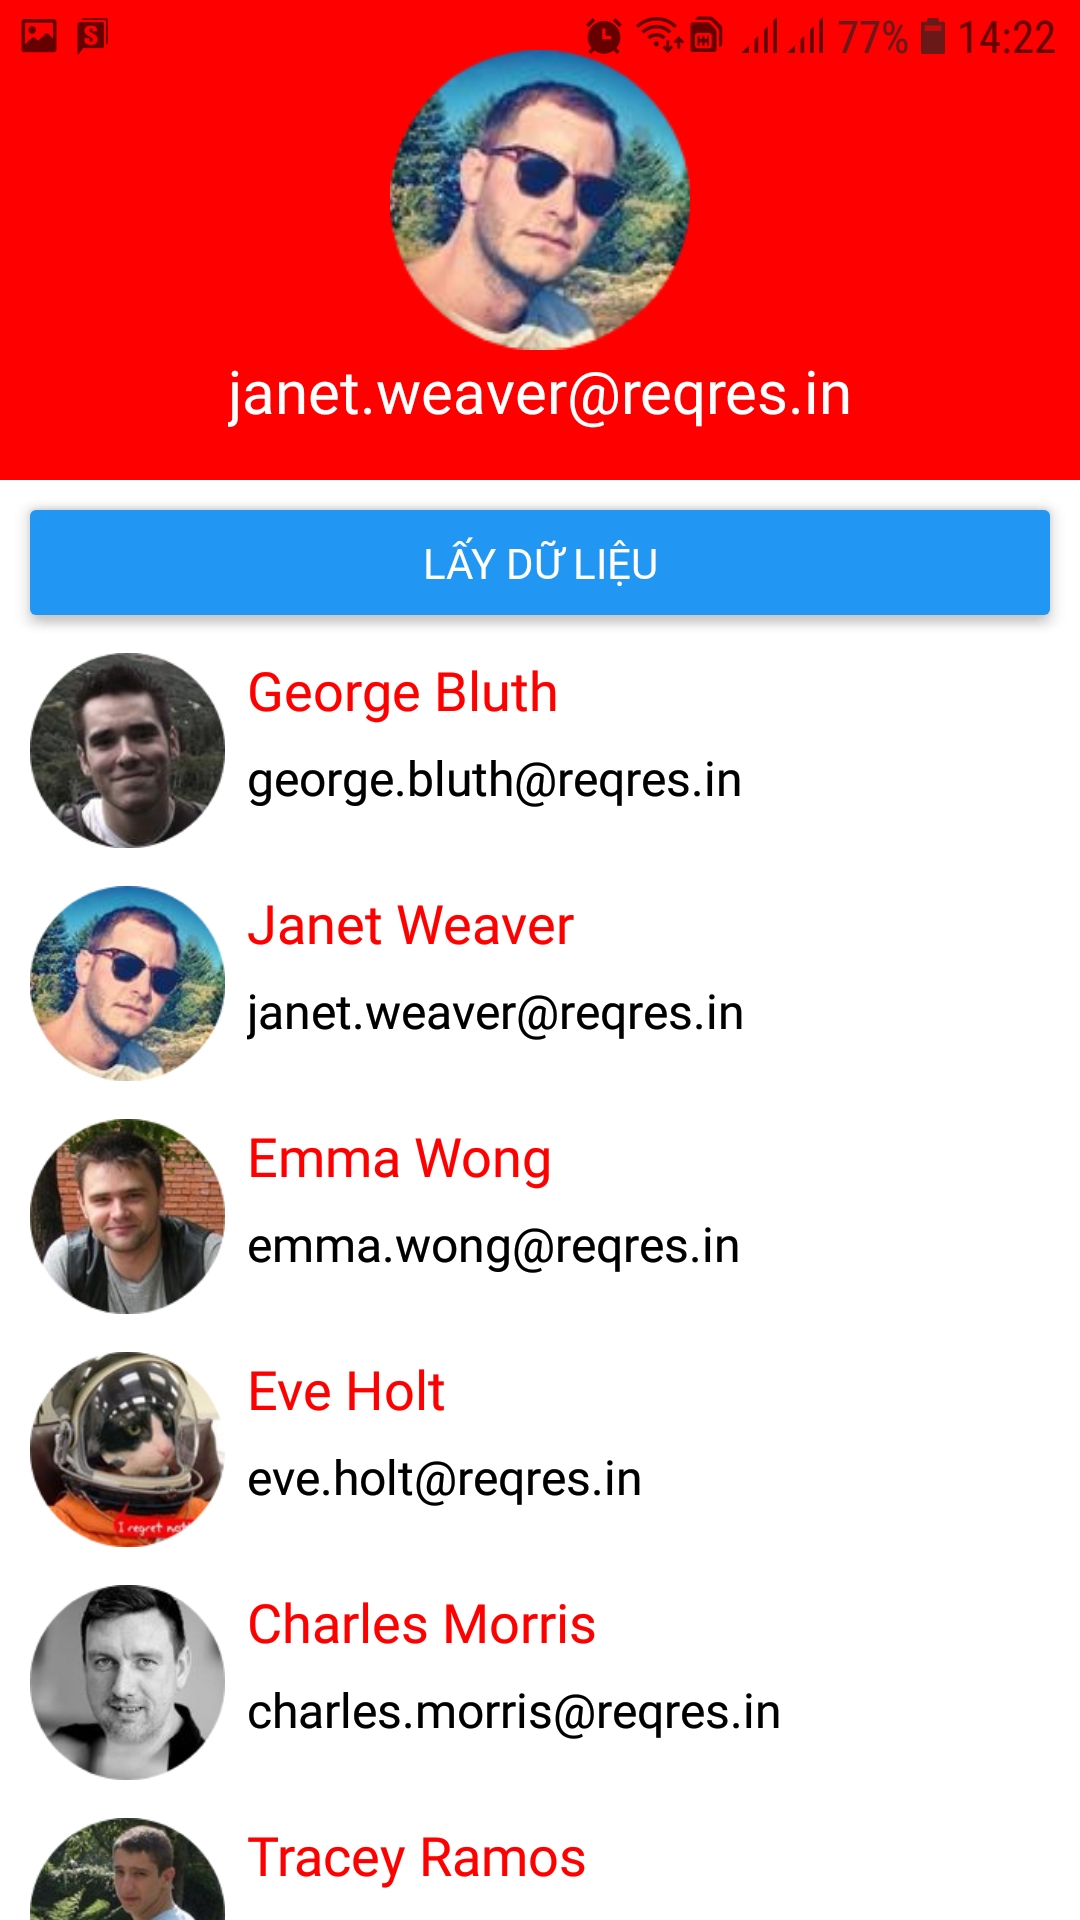 77% 14:22
janet.weaver@reqres.in
LẤY DỮ LIỆU
George Bluth
george.bluth@reqres.in
Janet Weaver
janet.weaver@reqres.in
Emma Wong
emma.wong@reqres.in
Eve Holt
eve.holt@reqres.in
I regret
Charles Morris
charles.morris@reqres.in
Tracey Ramos